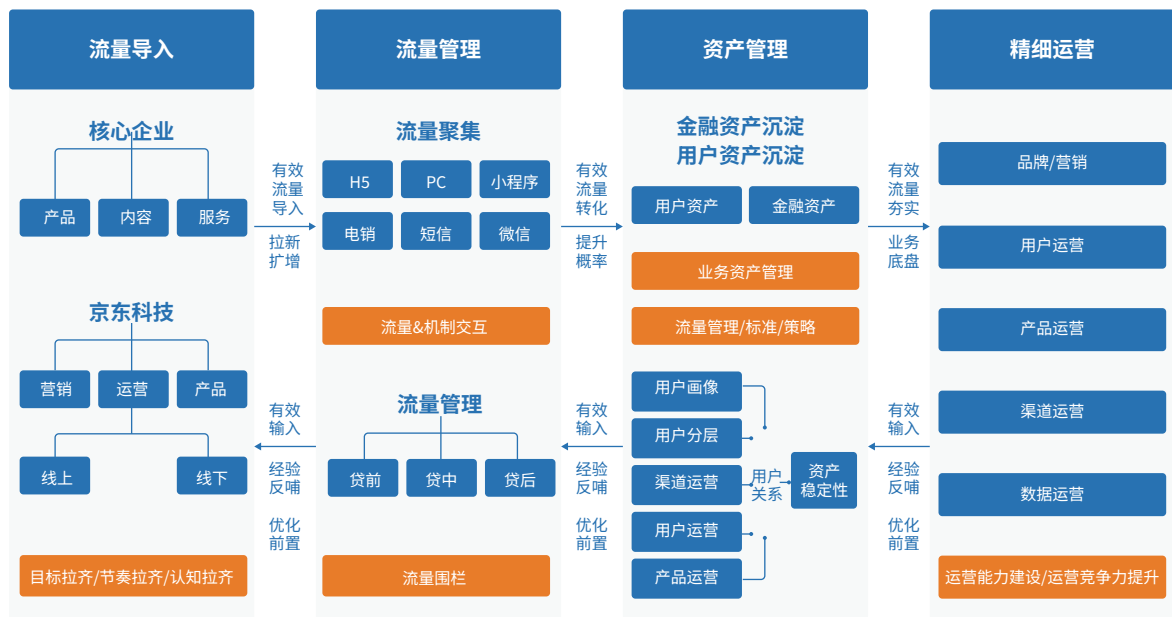 流量导入
核心企业
产品
内容
服务
京东科技
营销
运营
产品
线上
线下
目标拉齐/节奏拉齐/认知拉齐
有效
流量
导入
拉新
扩增
有效
输入
经验
反哺
优化
前置
流量管理
流量聚集
H5
PC
小程序
电销
短信
微信
流量&机制交互
流量管理
贷前
贷中
贷后
流量围栏
有效
流量
转化
提升
概率
有效
输入
经验
反哺
优化
前置
资产管理
金融资产沉淀
用户资产沉淀
用户资产
金融资产
业务资产管理
流量管理/标准/策略
用户画像
用户分层
渠道运营
用户运营
产品运营
用户
关系
资产
稳定性
有效
流量
夯实
业务
底盘
有效
输入
经验
反哺
优化
前置
精细运营
品牌/营销
用户运营
产品运营
渠道运营
数据运营
运营能力建设/运营竞争力提升